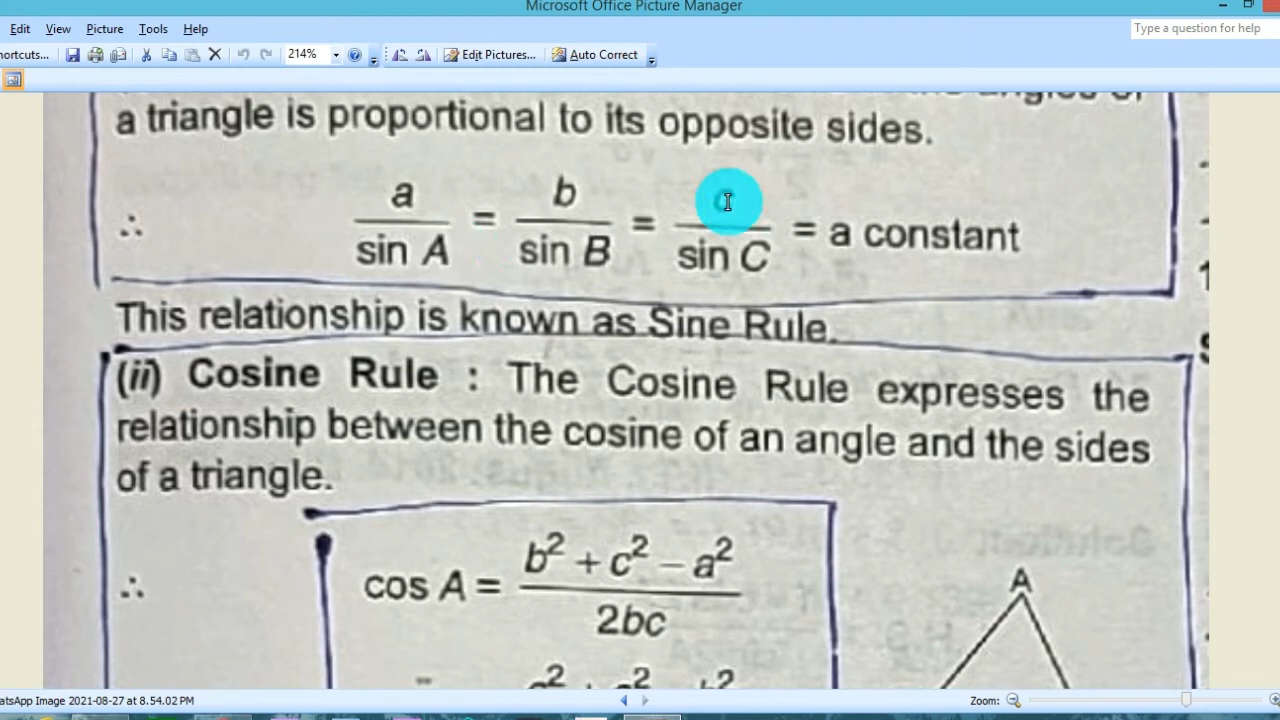 Microsoft Office Picture Manager
Edit View Picture Tools Help
Type a question for help
ortcuts... 214% Edit Pictures... Auto Correct
a triangle is proportional to its opposite sides.
∴ a/sin A = b/sin B = c/sin C = a constant
This relationship is known as Sine Rule.
(ii) Cosine Rule : The Cosine Rule expresses the
relationship between the cosine of an angle and the sides
of a triangle.
∴ cos A = b² + c² – a² / 2bc
A
atsApp Image 2021-08-27 at 8.54.02 PM
Zoom: